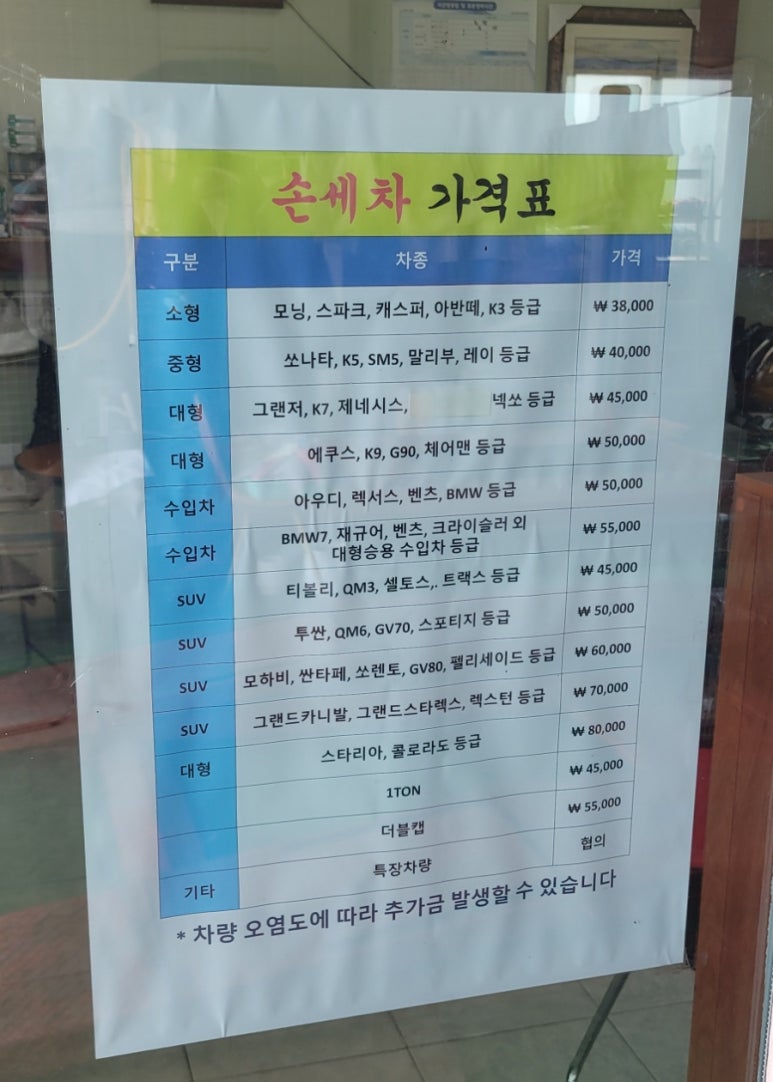 손세차 가격표
구분 차종 가격
소형 모닝, 스파크, 캐스퍼, 아반떼, K3 등급 ₩ 38,000
중형 쏘나타, K5, SM5, 말리부, 레이 등급 ₩ 40,000
대형 그랜저, K7, 제네시스, 넥쏘 등급 ₩ 45,000
대형 에쿠스, K9, G90, 체어맨 등급 ₩ 50,000
수입차 아우디, 렉서스, 벤츠, BMW 등급 ₩ 50,000
수입차 BMW7, 재규어, 벤츠, 크라이슬러 외 ₩ 55,000
대형승용 수입차 등급
SUV 티볼리, QM3, 셀토스,. 트랙스 등급 ₩ 45,000
SUV 투싼, QM6, GV70, 스포티지 등급 ₩ 50,000
SUV 모하비, 싼타페, 쏘렌토, GV80, 펠리세이드 등급 ₩ 60,000
SUV 그랜드카니발, 그랜드스타렉스, 렉스턴 등급 ₩ 70,000
대형 스타리아, 콜로라도 등급 ₩ 80,000
1TON ₩ 45,000
더블캡 ₩ 55,000
기타 특장차량 협의
* 차량 오염도에 따라 추가금 발생할 수 있습니다